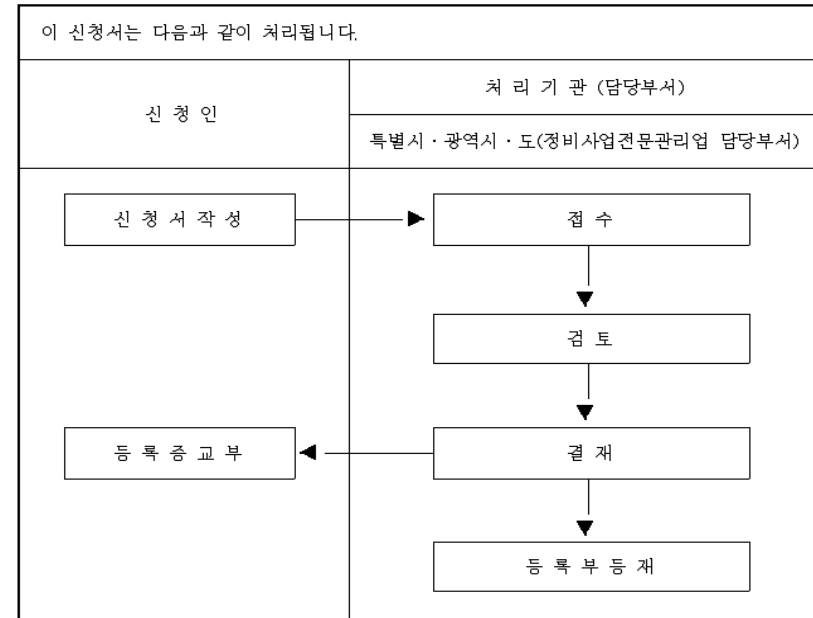 이 신청서는 다음과 같이 처리됩니다.
신 청 인
처 리 기 관 (담당부서)
특별시·광역시·도(정비사업전문관리업 담당부서)
신 청 서 작 성
접 수
검 토
등 록 증 교 부
결 재
등 록 부 등 재